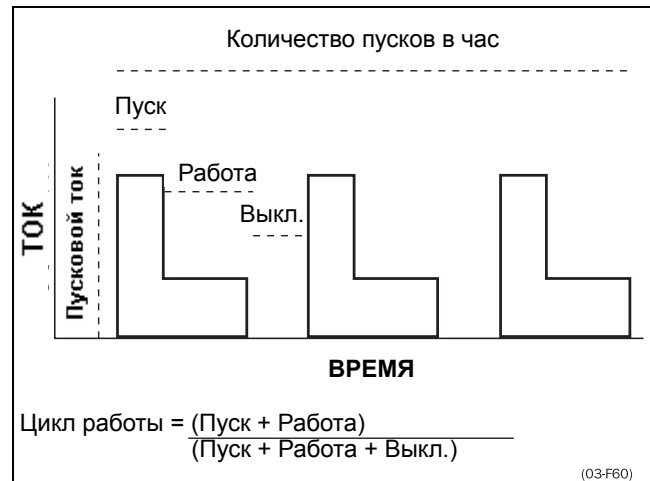 Количество пусков в час
Пуск
Работа
Выкл.
ТОК
Пусковой ток
ВРЕМЯ
Цикл работы = (Пуск + Работа)
(Пуск + Работа + Выкл.)
(03-F60)